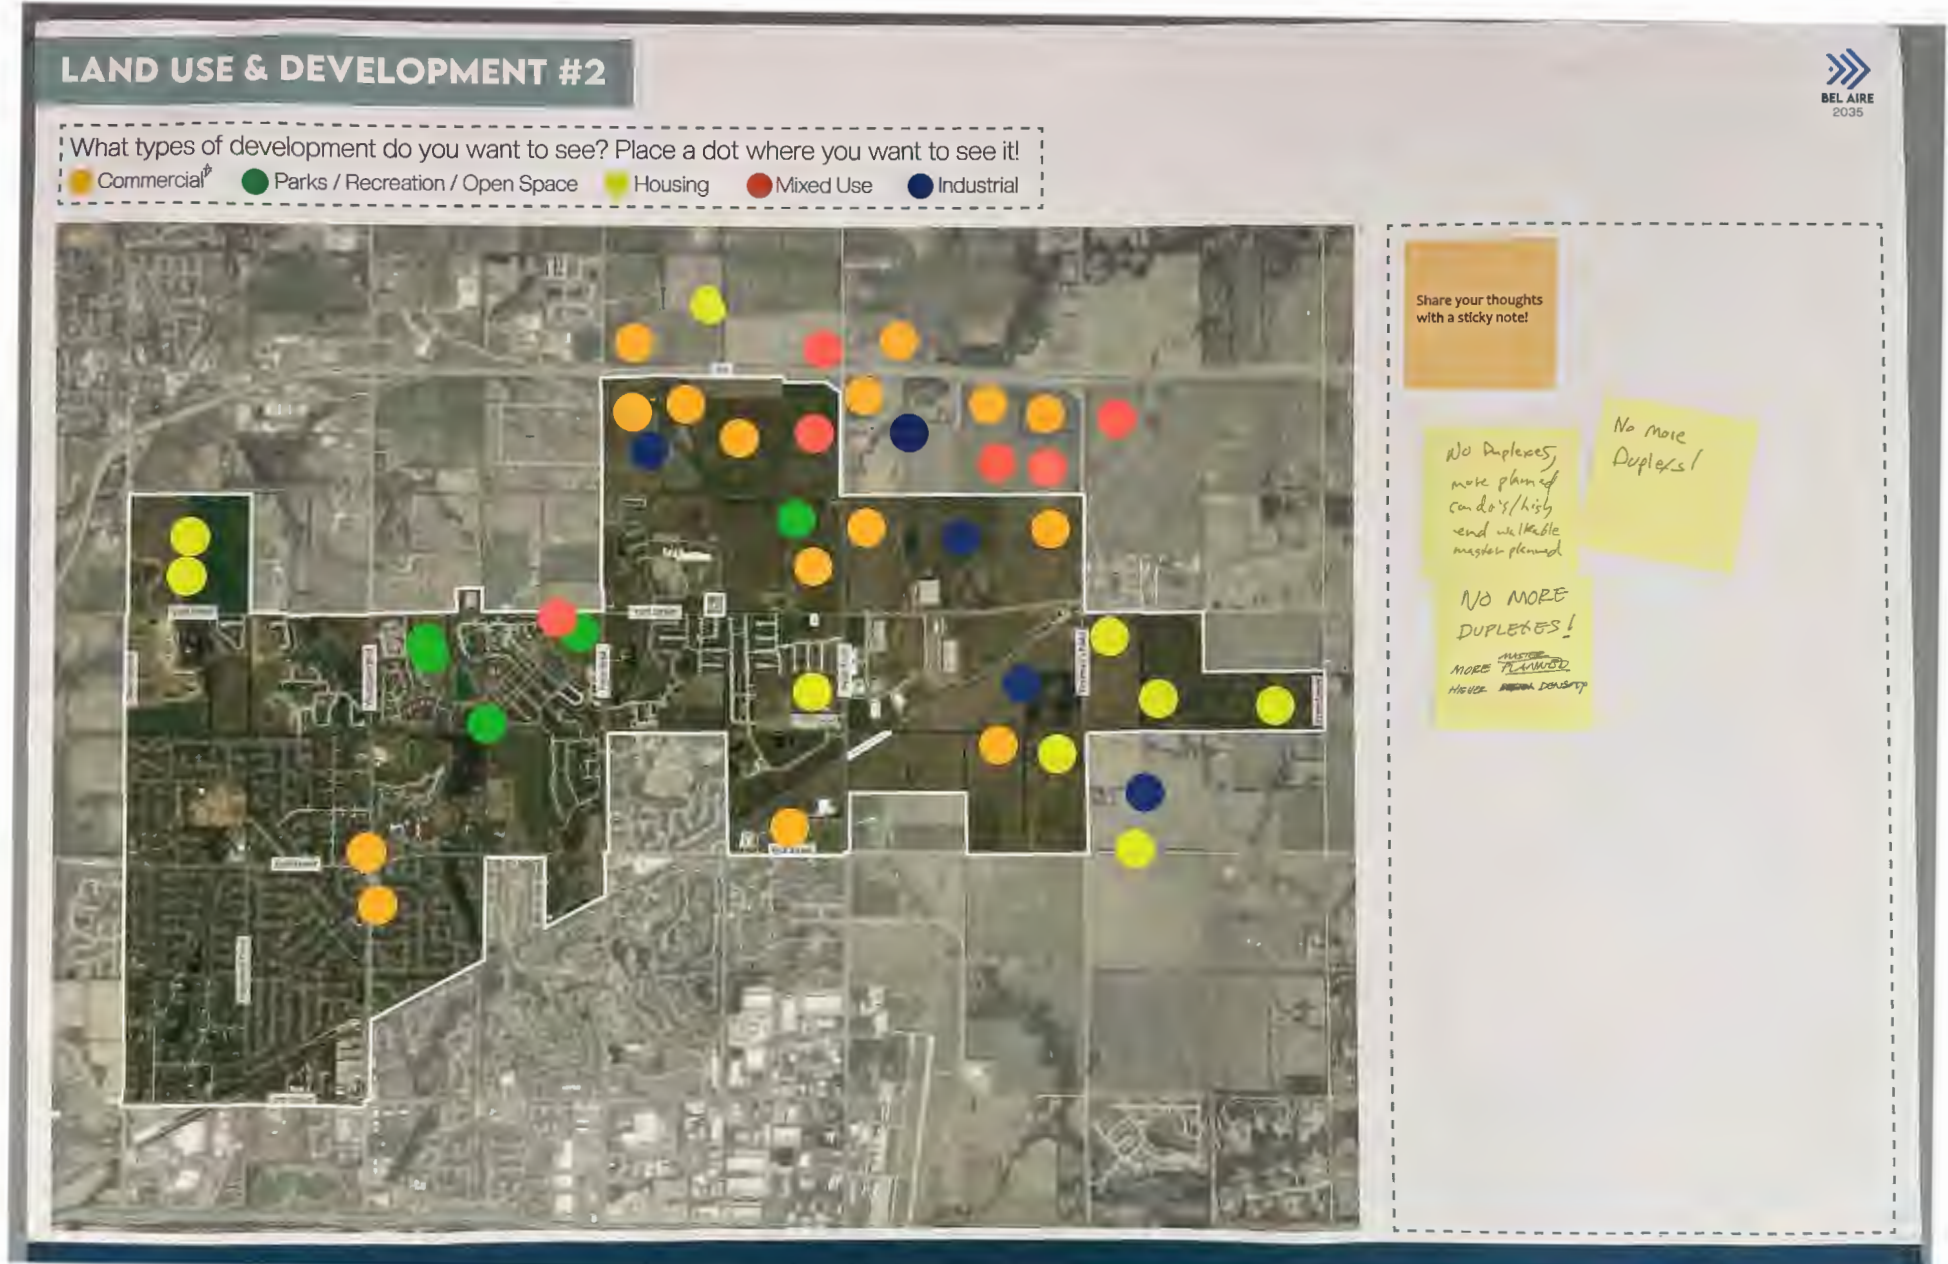 LAND USE & DEVELOPMENT #2
BEL AIRE
2035
What types of development do you want to see? Place a dot where you want to see it!
Commercial Parks / Recreation / Open Space Housing Mixed Use Industrial
Share your thoughts
with a sticky note!
No Duplexes,
more planned
condo's/high
end walkable
master planned
No more
Duplexs!
NO MORE
DUPLEXES!
MORE MASTER PLANNED
HIGHER DENSITY